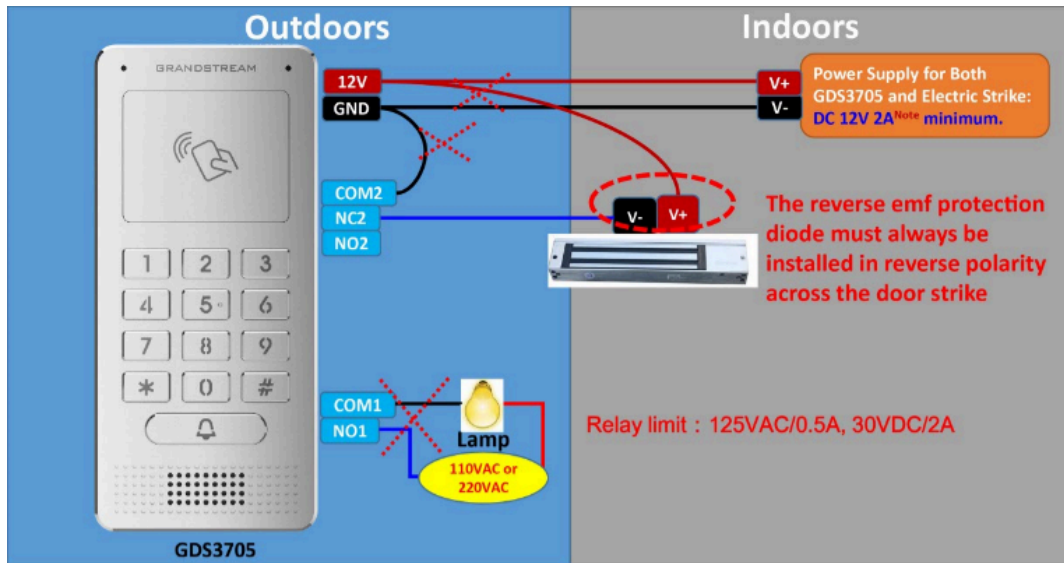 Outdoors
Indoors
GRANDSTREAM
12V
GND
V+
V-
Power Supply for Both
GDS3705 and Electric Strike:
DC 12V 2ANote minimum.
COM2
NC2
NO2
V-
V+
The reverse emf protection
diode must always be
installed in reverse polarity
across the door strike
1 2 3
4 5 6
7 8 9
* 0 #
COM1
NO1
Lamp
110VAC or
220VAC
Relay limit : 125VAC/0.5A, 30VDC/2A
GDS3705